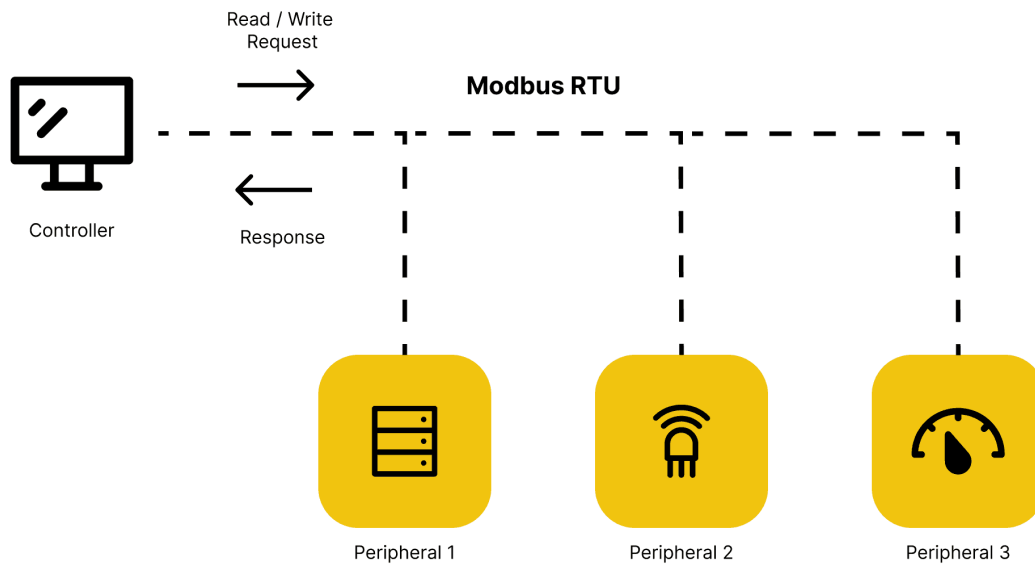 Read / Write
Request
Modbus RTU
Controller
Response
Peripheral 1
Peripheral 2
Peripheral 3